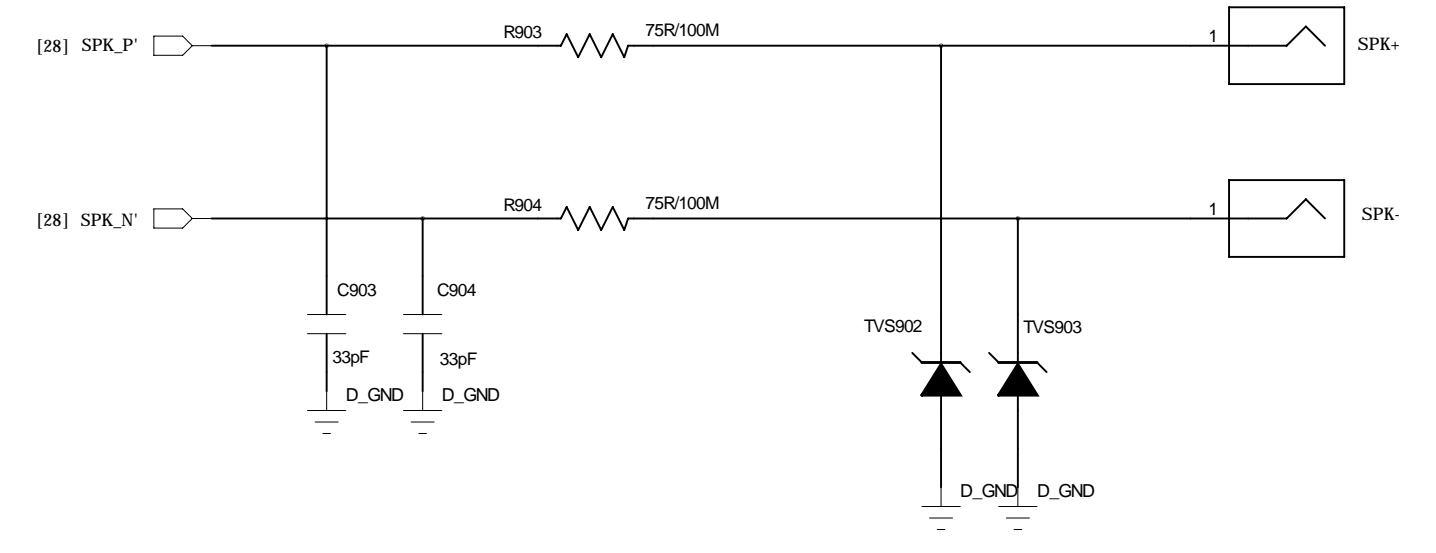 R903 75R/100M
[28] SPK_P' 1 SPK+
R904 75R/100M
[28] SPK_N' 1 SPK-
C903 C904
TVS902 TVS903
33pF 33pF
D_GND D_GND
D_GND D_GND